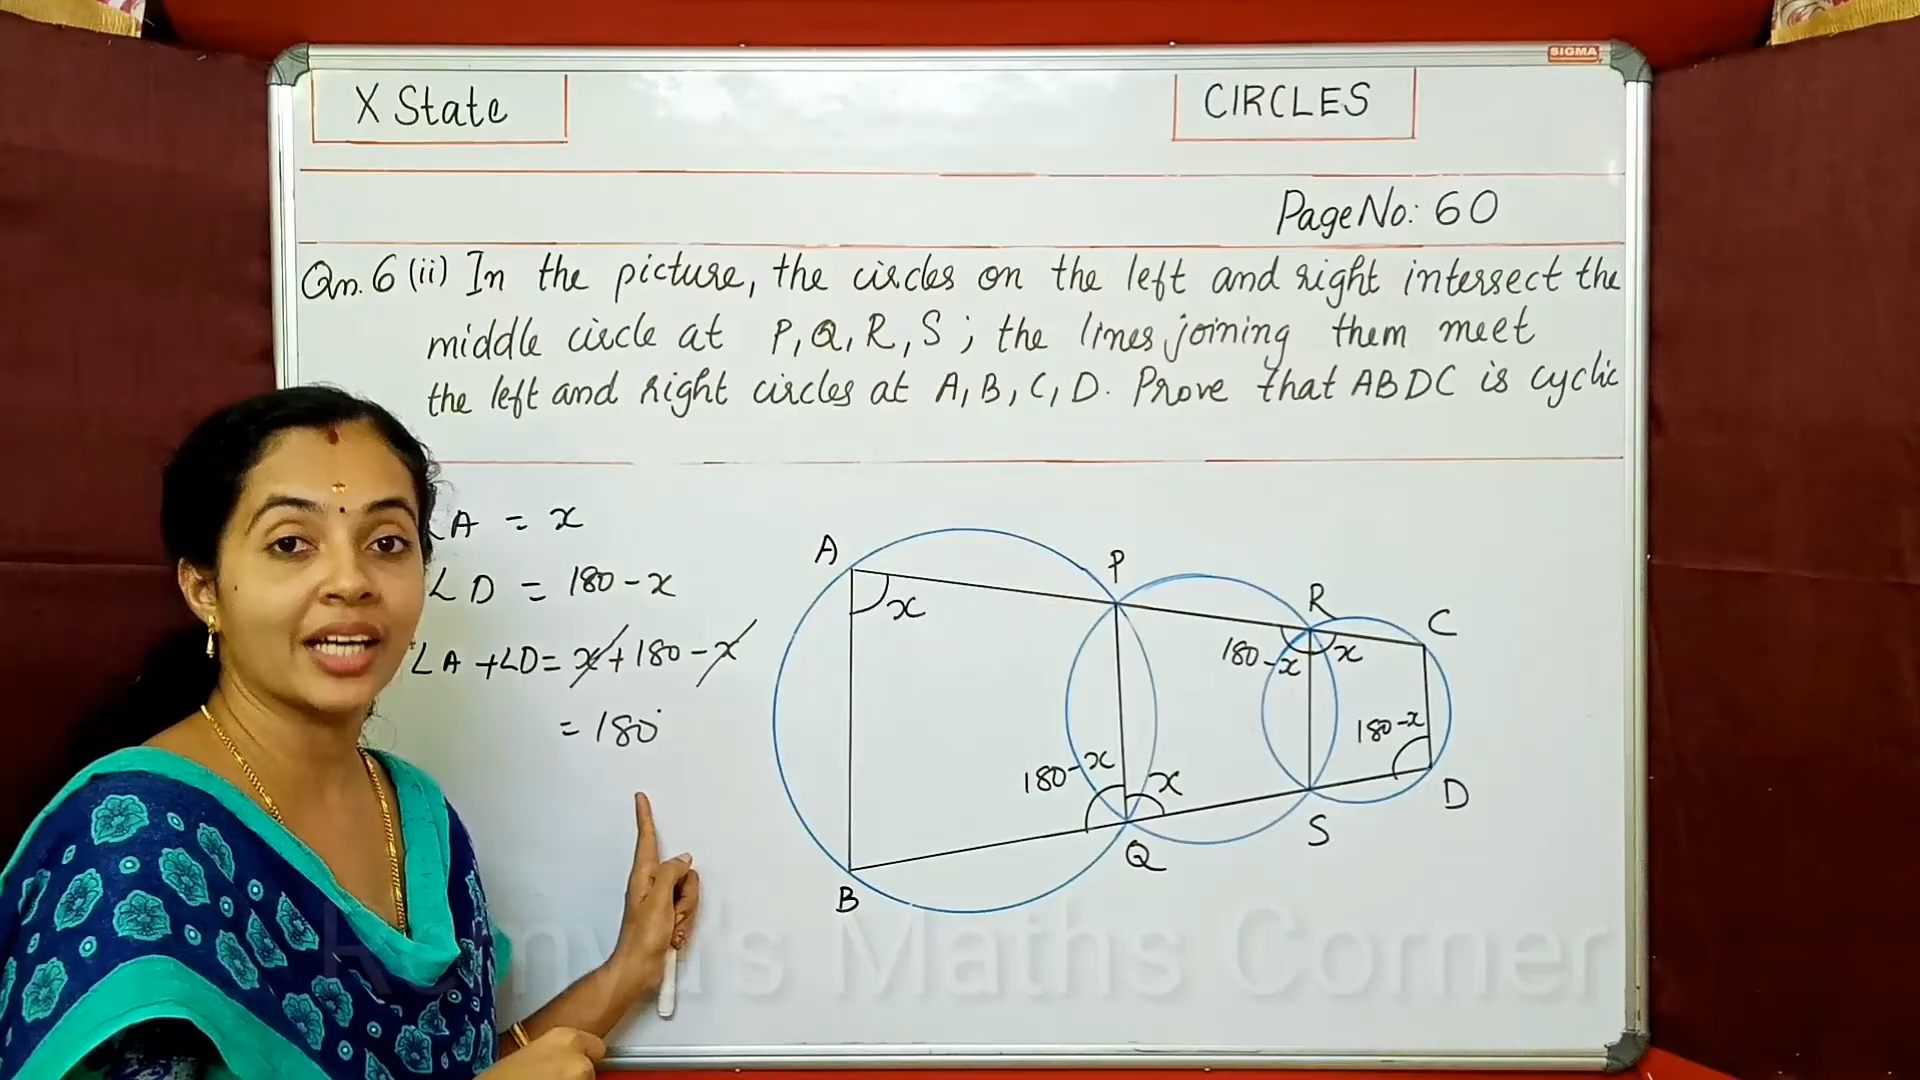 SIGMA
X State
CIRCLES
Page No: 60
Qn. 6 (ii) In the picture, the circles on the left and right intersect the
middle circle at P, Q, R, S ; the lines joining them meet
the left and right circles at A, B, C, D. Prove that ABDC is cyclic
∠A = x
∠D = 180 - x
∠A + ∠D = x + 180 - x
= 180°
A
P
R
C
x
180-x
x
180-x
180-x
x
D
S
Q
B
Remya's Maths Corner